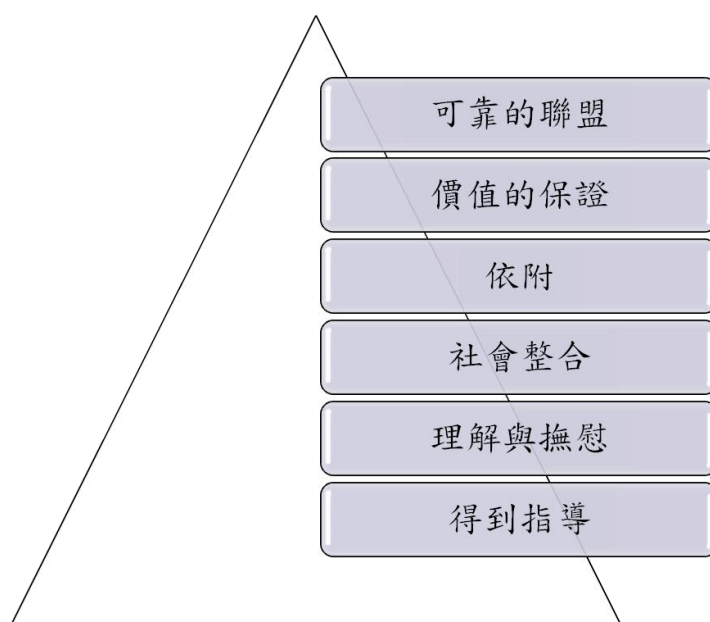 可靠的聯盟
價值的保證
依附
社會整合
理解與撫慰
得到指導